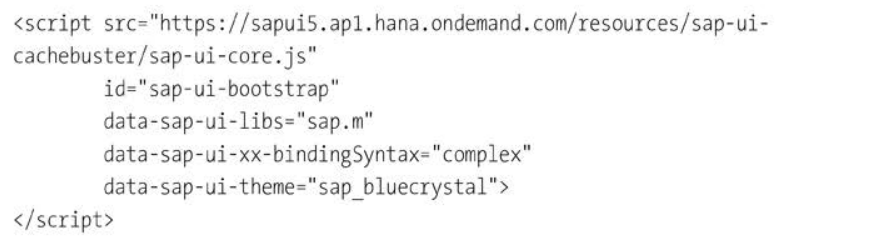 <script src="https://sapui5.ap1.hana.ondemand.com/resources/sap-ui-
cachebuster/sap-ui-core.js"
        id="sap-ui-bootstrap"
        data-sap-ui-libs="sap.m"
        data-sap-ui-xx-bindingSyntax="complex"
        data-sap-ui-theme="sap_bluecrystal">
</script>